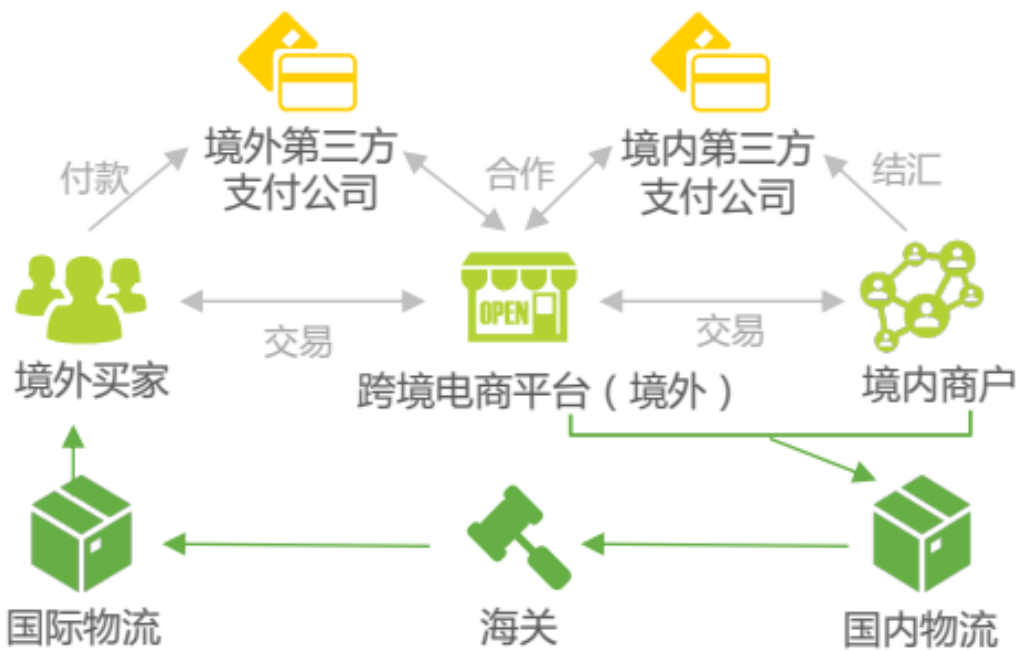 境外第三方
支付公司
境内第三方
支付公司
付款
合作
结汇
OPEN
交易
交易
境外买家
跨境电商平台（境外）
境内商户
国际物流
海关
国内物流